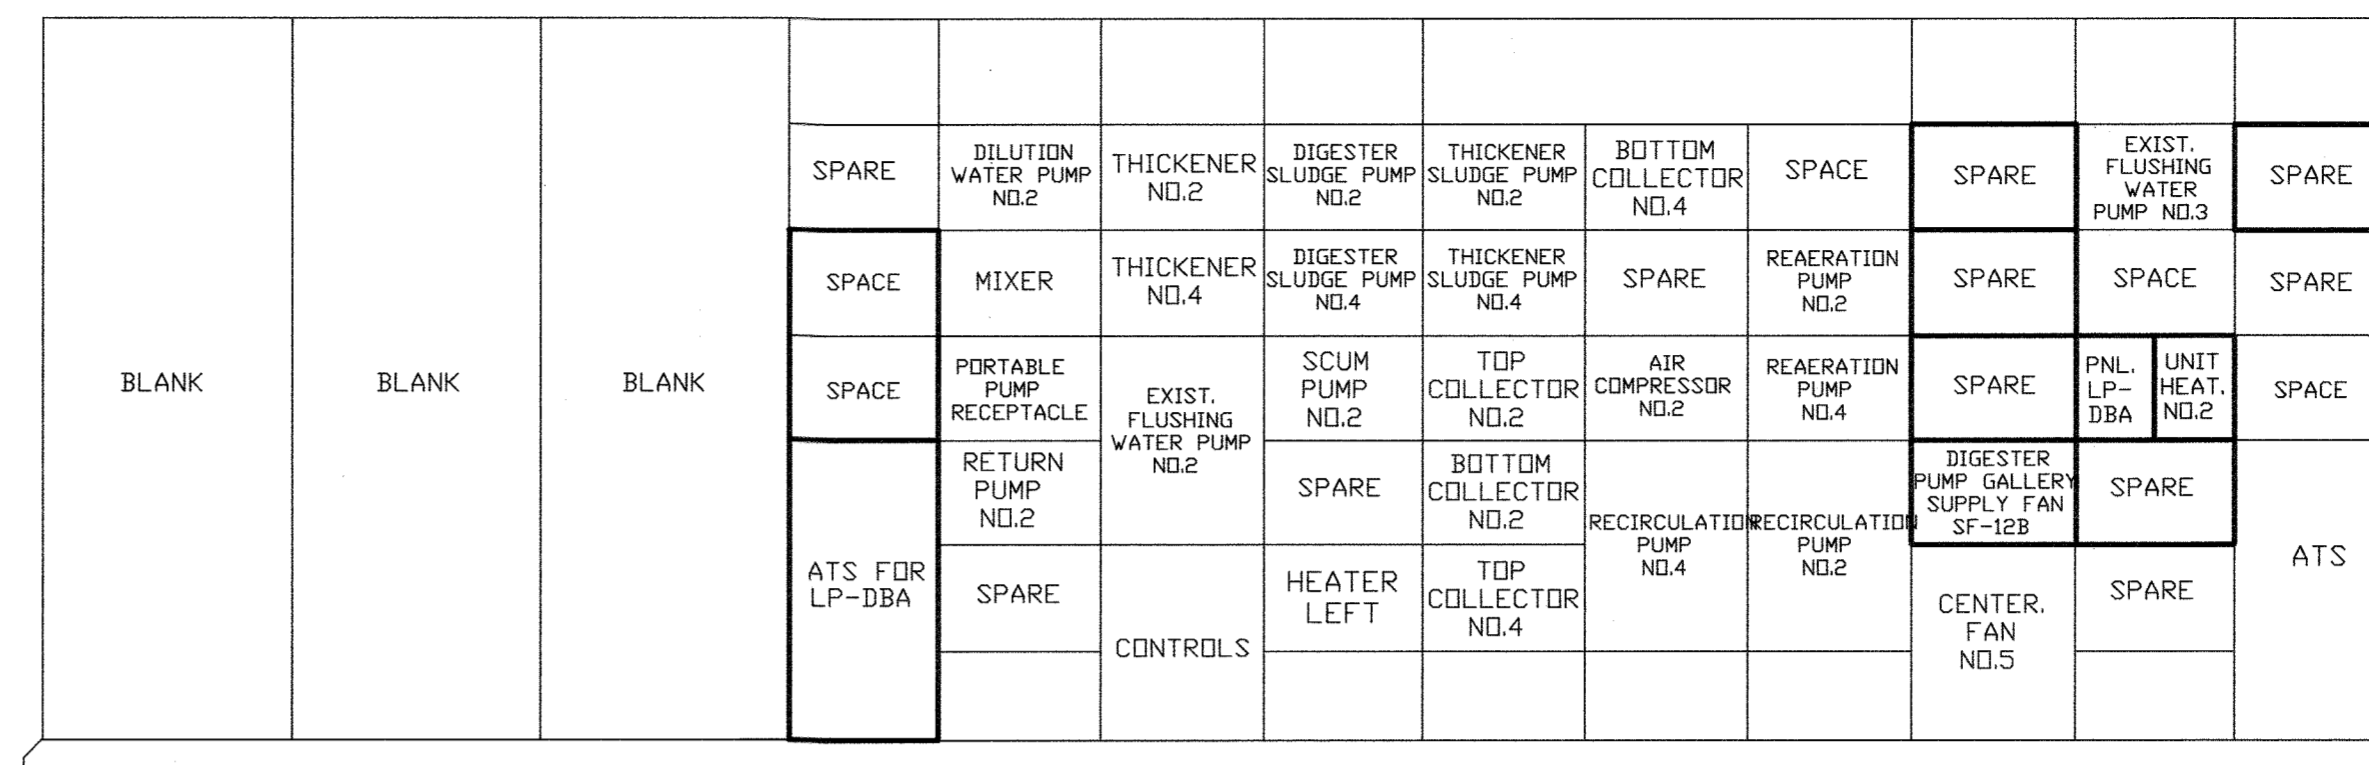 BLANK
BLANK
BLANK
SPARE
SPACE
SPACE
ATS FOR
LP-DBA
DILUTION
WATER PUMP
NO.2
MIXER
PORTABLE
PUMP
RECEPTACLE
RETURN
PUMP
NO.2
SPARE
THICKENER
NO.2
THICKENER
NO.4
EXIST.
FLUSHING
WATER PUMP
NO.2
CONTROLS
DIGESTER
SLUDGE PUMP
NO.2
DIGESTER
SLUDGE PUMP
NO.4
SCUM
PUMP
NO.2
SPARE
HEATER
LEFT
THICKENER
SLUDGE PUMP
NO.2
THICKENER
SLUDGE PUMP
NO.4
TOP
COLLECTOR
NO.2
BOTTOM
COLLECTOR
NO.2
TOP
COLLECTOR
NO.4
BOTTOM
COLLECTOR
NO.4
SPARE
AIR
COMPRESSOR
NO.2
RECIRCULATION
PUMP
NO.4
SPACE
REAERATION
PUMP
NO.2
REAERATION
PUMP
NO.4
RECIRCULATION
PUMP
NO.2
SPARE
SPARE
SPARE
DIGESTER
PUMP GALLERY
SUPPLY FAN
SF-12B
CENTER.
FAN
NO.5
EXIST.
FLUSHING
WATER
PUMP NO.3
SPACE
PNL.
LP-
DBA
UNIT
HEAT.
NO.2
SPARE
SPARE
SPARE
SPARE
SPACE
ATS